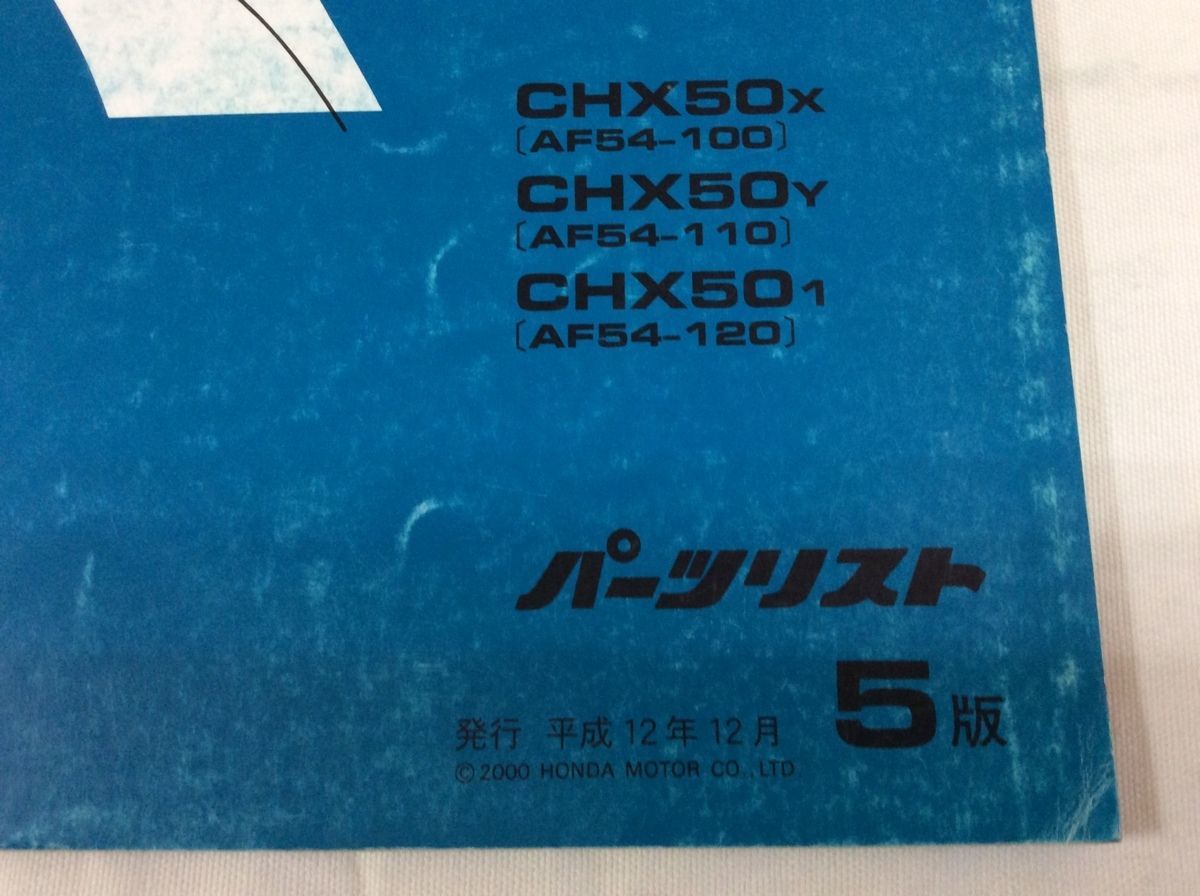 CHX50X
〔AF54-100〕
CHX50Y
〔AF54-110〕
CHX501
〔AF54-120〕
パーツリスト
5版
発行 平成12年12月
©2000 HONDA MOTOR CO.,LTD